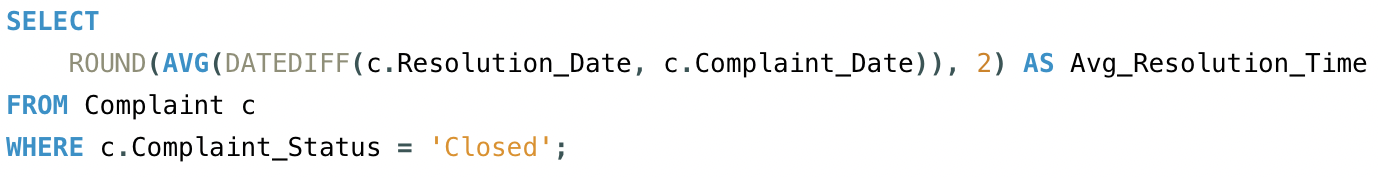 SELECT
    ROUND(AVG(DATEDIFF(c.Resolution_Date, c.Complaint_Date)), 2) AS Avg_Resolution_Time
FROM Complaint c
WHERE c.Complaint_Status = 'Closed';